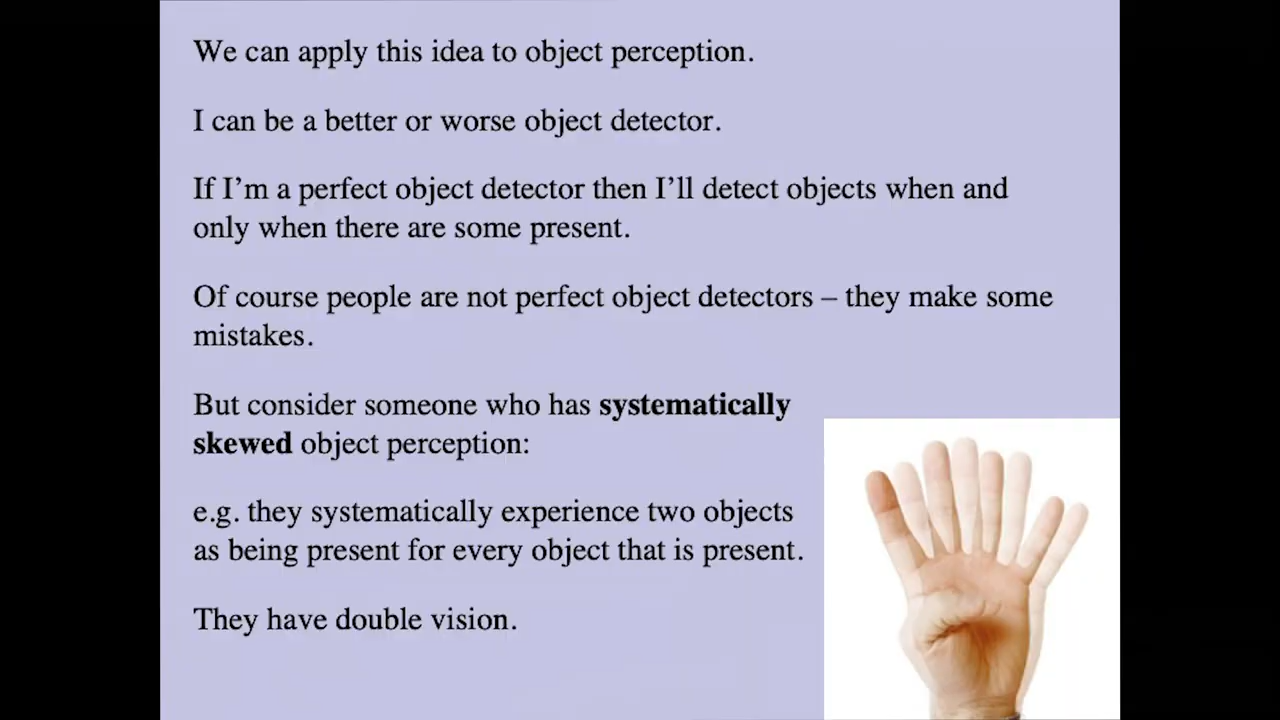 We can apply this idea to object perception.
I can be a better or worse object detector.
If I’m a perfect object detector then I’ll detect objects when and
only when there are some present.
Of course people are not perfect object detectors – they make some
mistakes.
But consider someone who has systematically
skewed object perception:
e.g. they systematically experience two objects
as being present for every object that is present.
They have double vision.